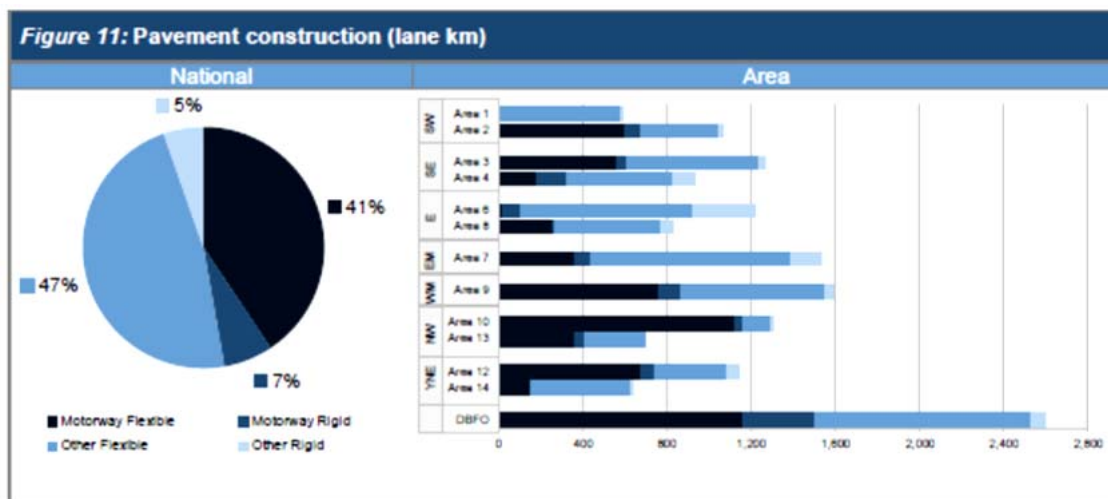 Figure 11: Pavement construction (lane km)
National
Area
5%
41%
47%
7%
Motorway Flexible
Motorway Rigid
Other Flexible
Other Rigid
SW
Area 1
Area 2
SE
Area 3
Area 4
E
Area 6
Area 8
EM
Area 7
WM
Area 9
NW
Area 10
Area 13
YNE
Area 12
Area 14
DBFO
0 400 800 1,200 1,600 2,000 2,400 2,800